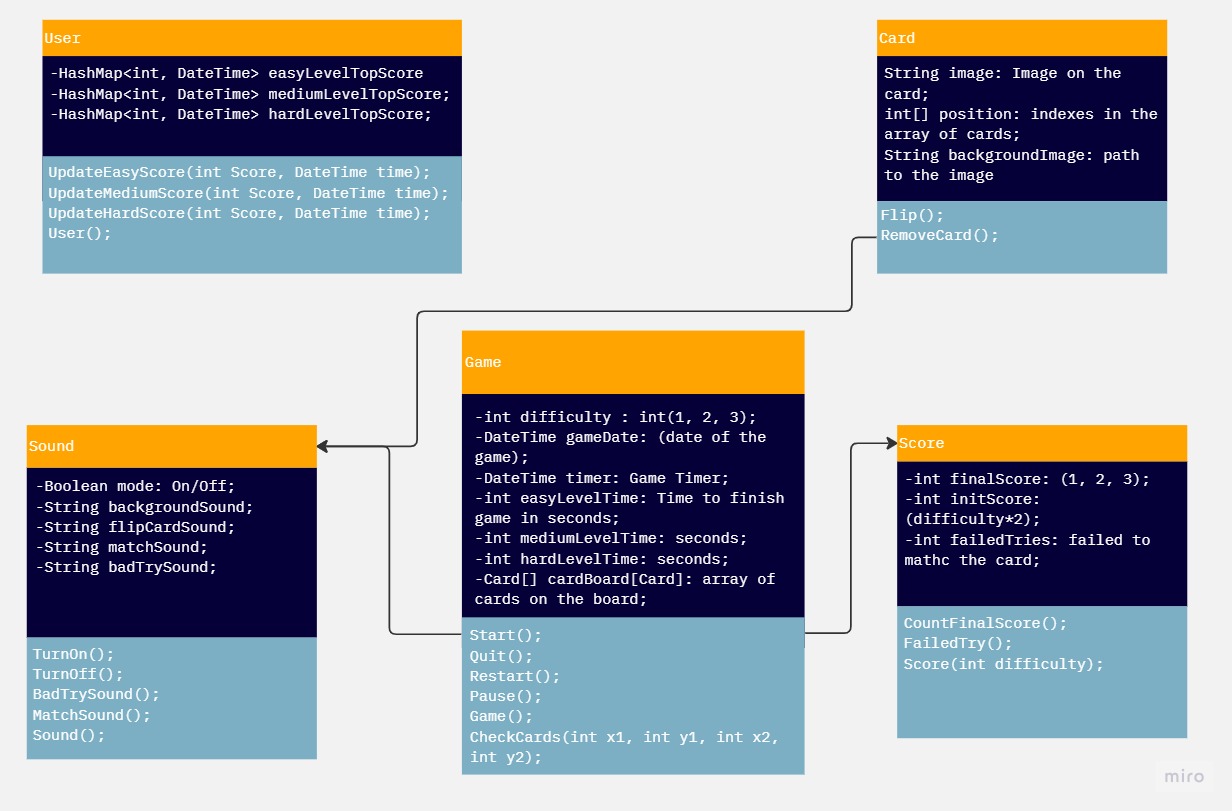 User
-HashMap<int, DateTime> easyLevelTopScore
-HashMap<int, DateTime> mediumLevelTopScore;
-HashMap<int, DateTime> hardLevelTopScore;
UpdateEasyScore(int Score, DateTime time);
UpdateMediumScore(int Score, DateTime time);
UpdateHardScore(int Score, DateTime time);
User();
Card
String image: Image on the
card;
int[] position: indexes in the
array of cards;
String backgroundImage: path
to the image
Flip();
RemoveCard();
Sound
-Boolean mode: On/Off;
-String backgroundSound;
-String flipCardSound;
-String matchSound;
-String badTrySound;
TurnOn();
TurnOff();
BadTrySound();
MatchSound();
Sound();
Game
-int difficulty : int(1, 2, 3);
-DateTime gameDate: (date of the
game);
-DateTime timer: Game Timer;
-int easyLevelTime: Time to finish
game in seconds;
-int mediumLevelTime: seconds;
-int hardLevelTime: seconds;
-Card[] cardBoard[Card]: array of
cards on the board;
Start();
Quit();
Restart();
Pause();
Game();
CheckCards(int x1, int y1, int x2,
int y2);
Score
-int finalScore: (1, 2, 3);
-int initScore:
(difficulty*2);
-int failedTries: failed to
mathc the card;
CountFinalScore();
FailedTry();
Score(int difficulty);
miro